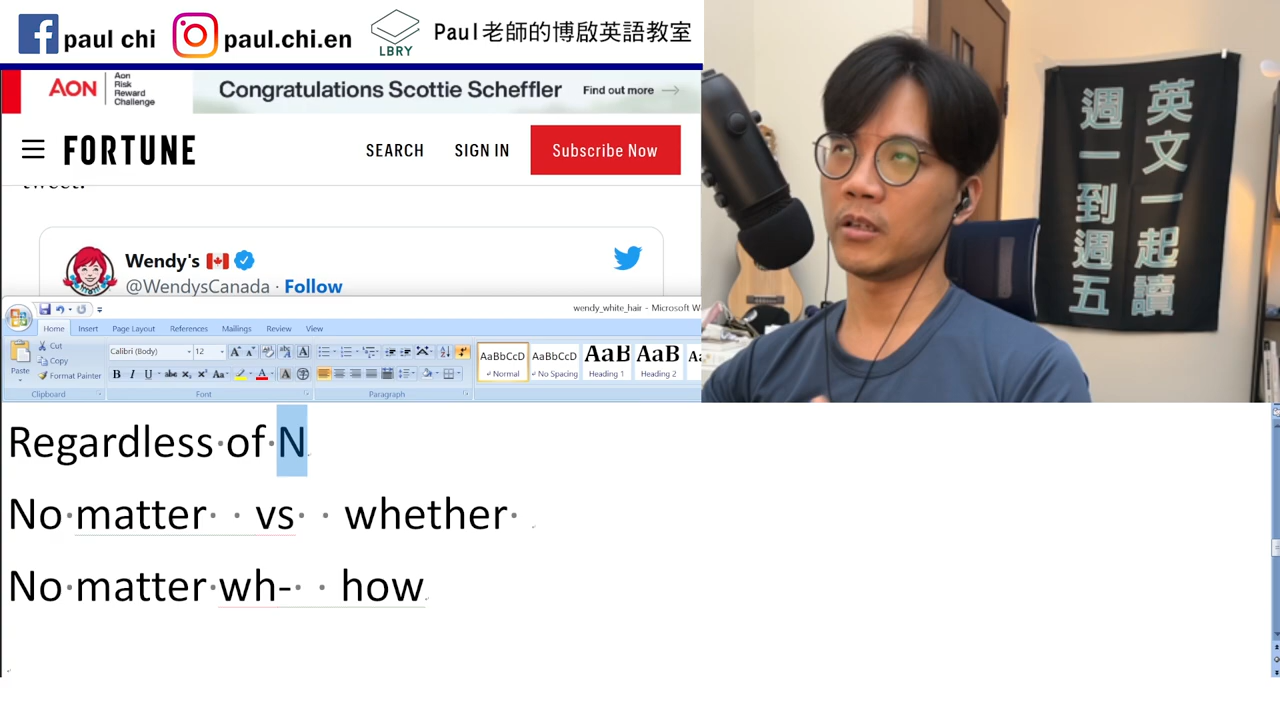 paul chi
paul.chi.en
LBRY
Paul老師的博啟英語教室
AON
Aon
Risk
Reward
Challenge
Congratulations Scottie Scheffler
Find out more
FORTUNE
SEARCH
SIGN IN
Subscribe Now
tweet:
Wendy's
@WendysCanada · Follow
wendy_white_hair - Microsoft W
Home Insert Page Layout References Mailings Review View
Paste
Cut
Copy
Format Painter
Clipboard
Calibri (Body) 12
Font
Paragraph
AaBbCcD
Normal
AaBbCcD
No Spacing
AaB
Heading 1
AaB
Heading 2
Regardless of N
No matter vs whether
No matter wh- how
英文一起讀
週一到週五